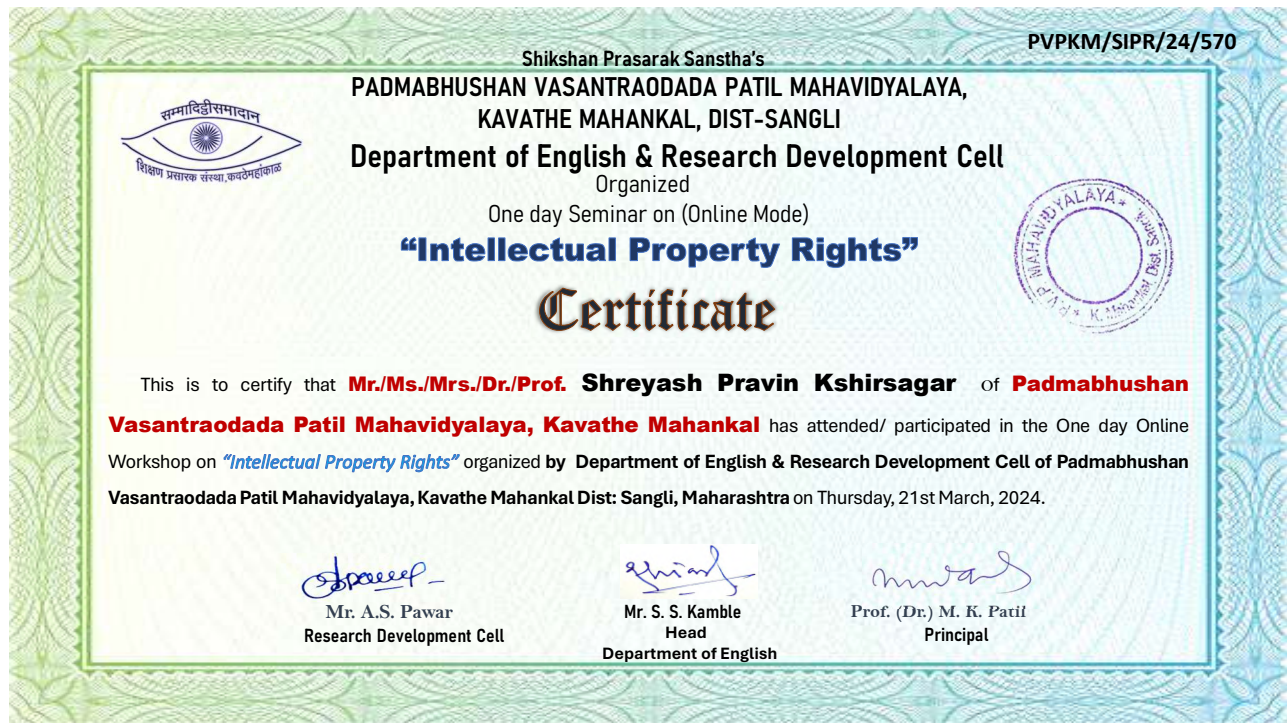 PVPKM/SIPR/24/570
Shikshan Prasarak Sanstha's
PADMABHUSHAN VASANTRAODADA PATIL MAHAVIDYALAYA,
KAVATHE MAHANKAL, DIST-SANGLI
Department of English & Research Development Cell
Organized
One day Seminar on (Online Mode)
“Intellectual Property Rights”
Certificate
सम्मादिट्ठीसमादान
शिक्षण प्रसारक संस्था,कवठेमहांकाळ
P.V.P MAHAVIDYALAYA * K. Mahankal Dist. Sangli *
This is to certify that Mr./Ms./Mrs./Dr./Prof. Shreyash Pravin Kshirsagar of Padmabhushan
Vasantraodada Patil Mahavidyalaya, Kavathe Mahankal has attended/ participated in the One day Online
Workshop on “Intellectual Property Rights” organized by Department of English & Research Development Cell of Padmabhushan
Vasantraodada Patil Mahavidyalaya, Kavathe Mahankal Dist: Sangli, Maharashtra on Thursday, 21st March, 2024.
Mr. A.S. Pawar
Research Development Cell
Mr. S. S. Kamble
Head
Department of English
Prof. (Dr.) M. K. Patil
Principal